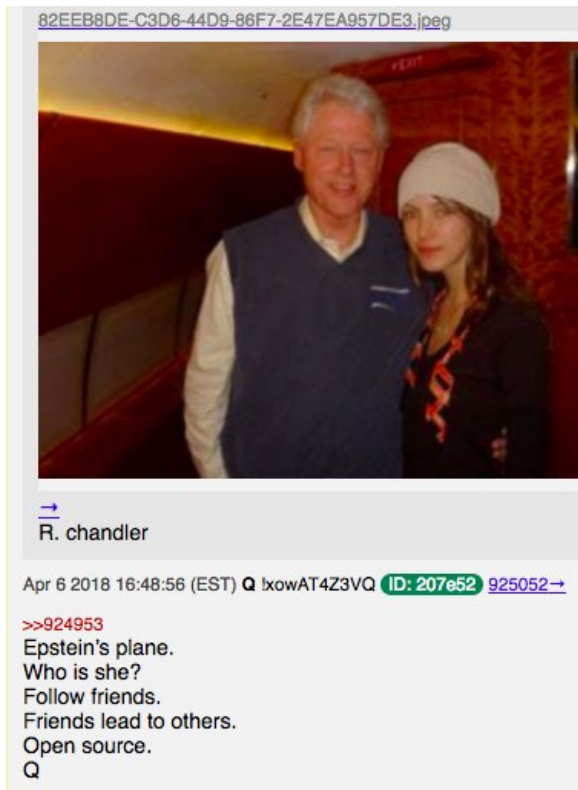 82EEB8DE-C3D6-44D9-86F7-2E47EA957DE3.jpeg
EXIT
→
R. chandler
Apr 6 2018 16:48:56 (EST) Q !xowAT4Z3VQ ID: 207e52 925052→
>>924953
Epstein's plane.
Who is she?
Follow friends.
Friends lead to others.
Open source.
Q